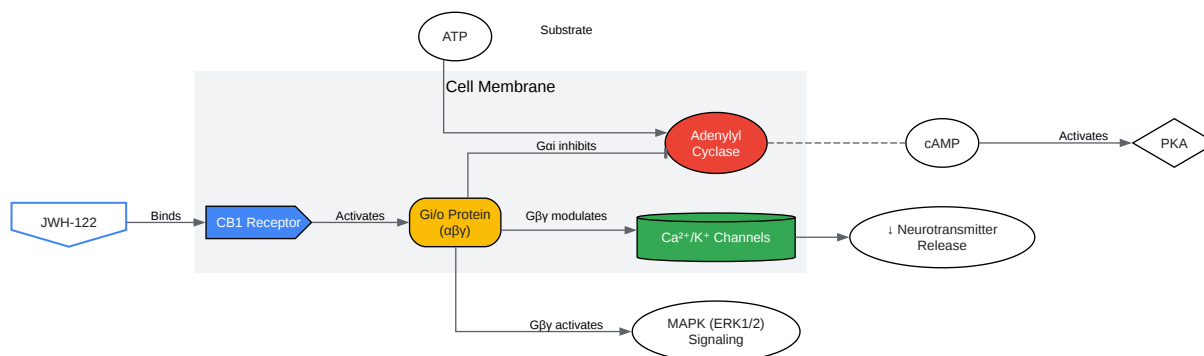 ATP
Substrate
Cell Membrane
Adenylyl
Cyclase
Gαi inhibits
cAMP
Activates
PKA
JWH-122
Binds
CB1 Receptor
Activates
Gi/o Protein
(αβγ)
Gβγ modulates
Ca²⁺/K⁺ Channels
↓ Neurotransmitter
Release
Gβγ activates
MAPK (ERK1/2)
Signaling